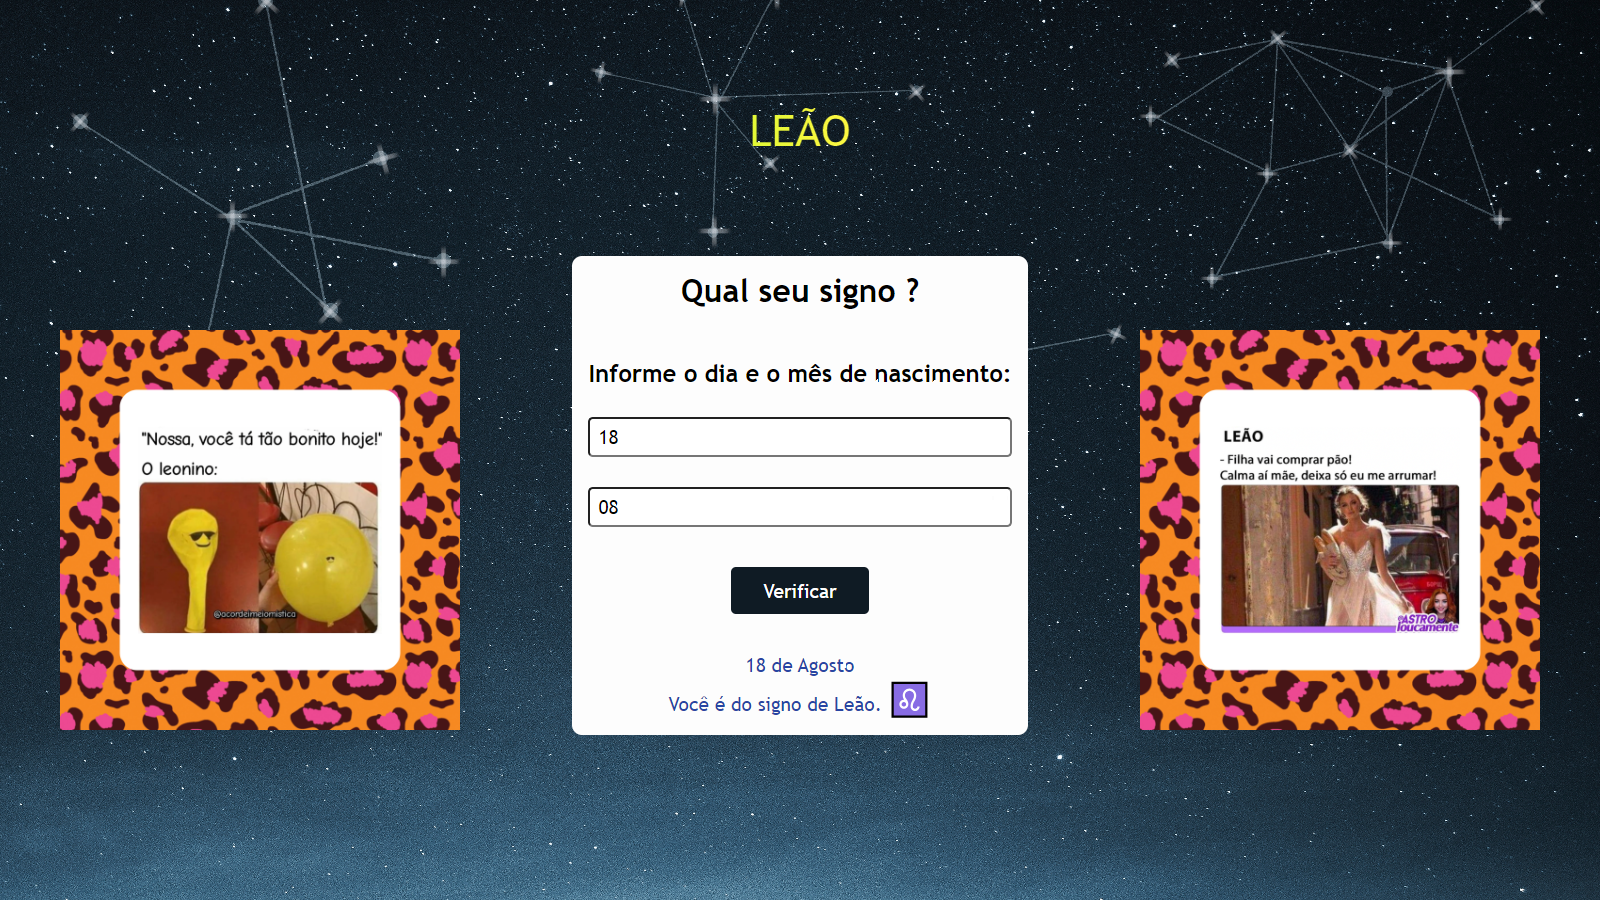 LEÃO
Qual seu signo ?
Informe o dia e o mês de nascimento:
18
08
Verificar
18 de Agosto
Você é do signo de Leão. ♌
"Nossa, você tá tão bonito hoje!"
O leonino:
@acordeimeiomistica
LEÃO
- Filha vai comprar pão!
Calma aí mãe, deixa só eu me arrumar!
@ASTRO
loucamente